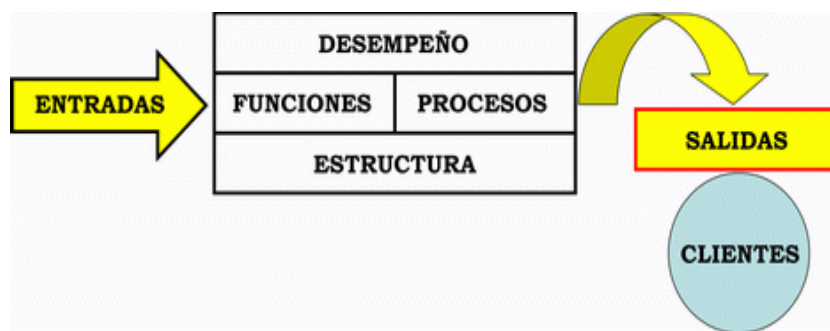 DESEMPEÑO
ENTRADAS
FUNCIONES
PROCESOS
ESTRUCTURA
SALIDAS
CLIENTES